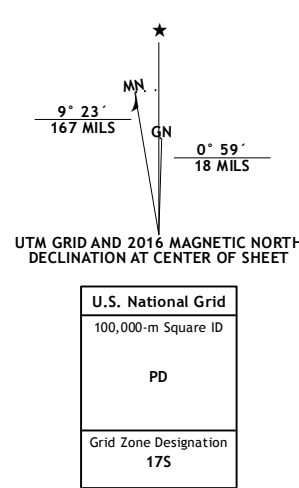 ★
MN
9° 23´
167 MILS
GN
0° 59´
18 MILS
UTM GRID AND 2016 MAGNETIC NORTH
DECLINATION AT CENTER OF SHEET
U.S. National Grid
100,000-m Square ID
PD
Grid Zone Designation
17S